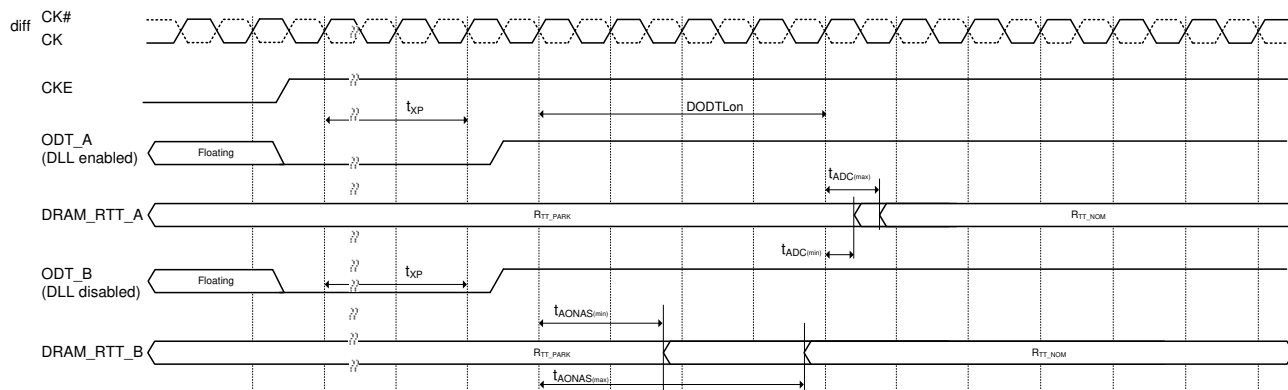 diff CK#
CK
CKE
tXP
DODTLon
ODT_A
(DLL enabled)
Floating
tADC(max)
DRAM_RTT_A
RTT_PARK
RTT_NOM
tADC(min)
ODT_B
(DLL disabled)
Floating
tXP
tAONAS(min)
DRAM_RTT_B
RTT_PARK
RTT_NOM
tAONAS(max)